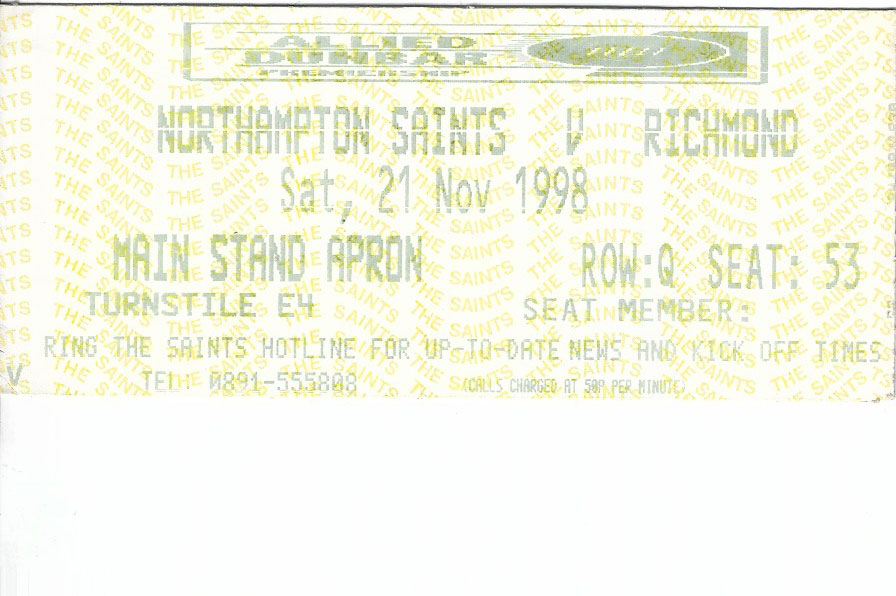 ALLIED
DUNBAR
PREMIERSHIP
NORTHAMPTON SAINTS V RICHMOND
Sat, 21 Nov 1998
MAIN STAND APRON ROW:Q SEAT: 53
TURNSTILE E4 SEAT MEMBER:
RING THE SAINTS HOTLINE FOR UP-TO-DATE NEWS AND KICK OFF TIMES
V TEL 0891-555808 (CALLS CHARGED AT 50P PER MINUTE)
THE SAINTS